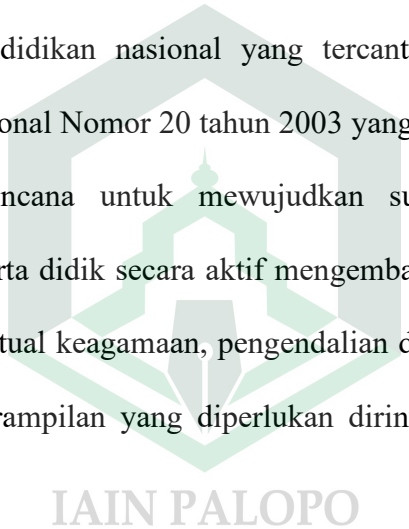 didikan nasional yang tercant
onal Nomor 20 tahun 2003 yang
ncana untuk mewujudkan su
rta didik secara aktif mengemba
tual keagamaan, pengendalian d
rampilan yang diperlukan dirin
IAIN PALOPO